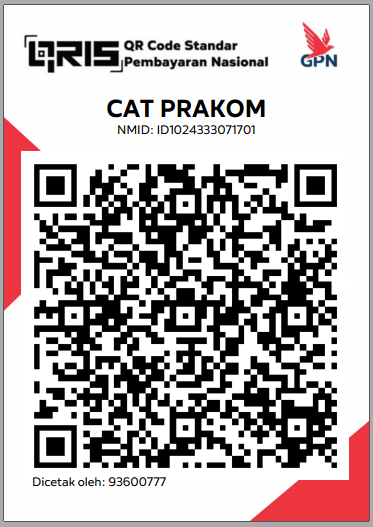 QRIS QR Code Standar
Pembayaran Nasional
GPN
CAT PRAKOM
NMID: ID1024333071701
Dicetak oleh: 93600777